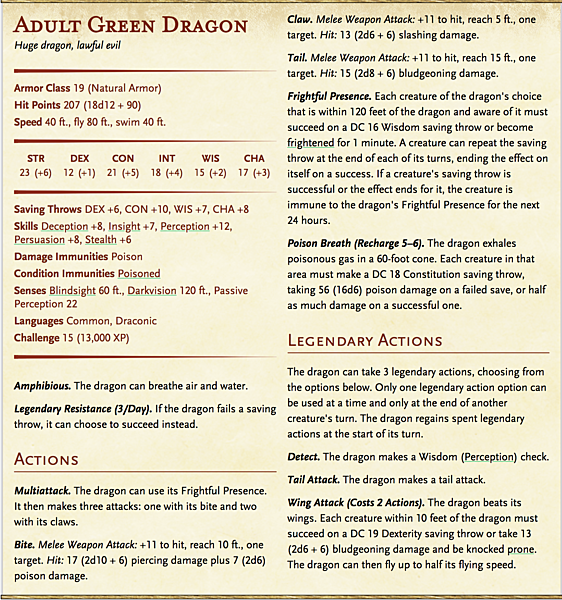 Adult Green Dragon
Huge dragon, lawful evil
Armor Class 19 (Natural Armor)
Hit Points 207 (18d12 + 90)
Speed 40 ft., fly 80 ft., swim 40 ft.
STR DEX CON INT WIS CHA
23 (+6) 12 (+1) 21 (+5) 18 (+4) 15 (+2) 17 (+3)
Saving Throws DEX +6, CON +10, WIS +7, CHA +8
Skills Deception +8, Insight +7, Perception +12,
Persuasion +8, Stealth +6
Damage Immunities Poison
Condition Immunities Poisoned
Senses Blindsight 60 ft., Darkvision 120 ft., Passive
Perception 22
Languages Common, Draconic
Challenge 15 (13,000 XP)
Amphibious. The dragon can breathe air and water.
Legendary Resistance (3/Day). If the dragon fails a saving
throw, it can choose to succeed instead.
Actions
Multiattack. The dragon can use its Frightful Presence.
It then makes three attacks: one with its bite and two
with its claws.
Bite. Melee Weapon Attack: +11 to hit, reach 10 ft., one
target. Hit: 17 (2d10 + 6) piercing damage plus 7 (2d6)
poison damage.
Claw. Melee Weapon Attack: +11 to hit, reach 5 ft., one
target. Hit: 13 (2d6 + 6) slashing damage.
Tail. Melee Weapon Attack: +11 to hit, reach 15 ft., one
target. Hit: 15 (2d8 + 6) bludgeoning damage.
Frightful Presence. Each creature of the dragon's choice
that is within 120 feet of the dragon and aware of it must
succeed on a DC 16 Wisdom saving throw or become
frightened for 1 minute. A creature can repeat the saving
throw at the end of each of its turns, ending the effect on
itself on a success. If a creature's saving throw is
successful or the effect ends for it, the creature is
immune to the dragon's Frightful Presence for the next
24 hours.
Poison Breath (Recharge 5–6). The dragon exhales
poisonous gas in a 60-foot cone. Each creature in that
area must make a DC 18 Constitution saving throw,
taking 56 (16d6) poison damage on a failed save, or half
as much damage on a successful one.
Legendary Actions
The dragon can take 3 legendary actions, choosing from
the options below. Only one legendary action option can
be used at a time and only at the end of another
creature's turn. The dragon regains spent legendary
actions at the start of its turn.
Detect. The dragon makes a Wisdom (Perception) check.
Tail Attack. The dragon makes a tail attack.
Wing Attack (Costs 2 Actions). The dragon beats its
wings. Each creature within 10 feet of the dragon must
succeed on a DC 19 Dexterity saving throw or take 13
(2d6 + 6) bludgeoning damage and be knocked prone.
The dragon can then fly up to half its flying speed.